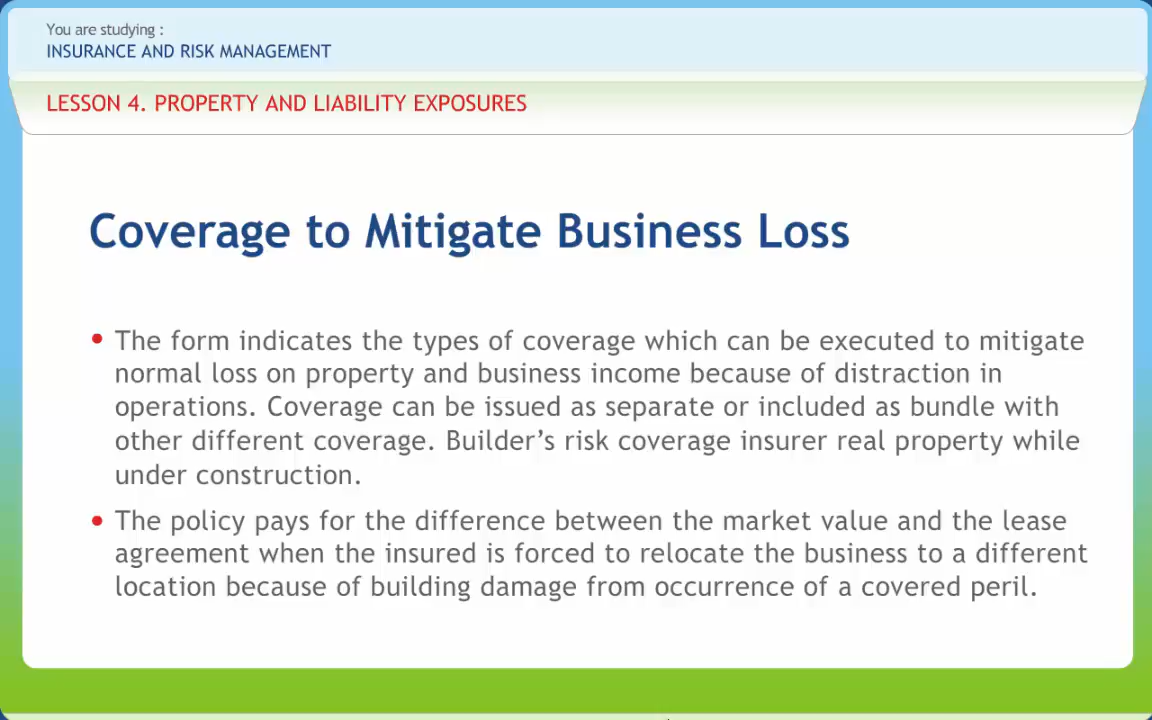 You are studying :
INSURANCE AND RISK MANAGEMENT
LESSON 4. PROPERTY AND LIABILITY EXPOSURES
Coverage to Mitigate Business Loss
• The form indicates the types of coverage which can be executed to mitigate
normal loss on property and business income because of distraction in
operations. Coverage can be issued as separate or included as bundle with
other different coverage. Builder’s risk coverage insurer real property while
under construction.
• The policy pays for the difference between the market value and the lease
agreement when the insured is forced to relocate the business to a different
location because of building damage from occurrence of a covered peril.